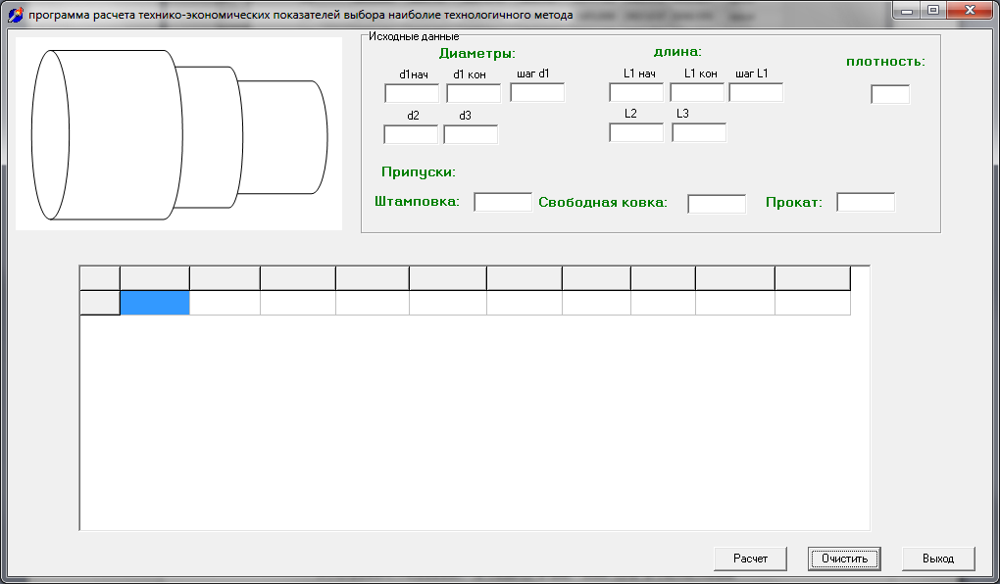 программа расчета технико-экономических показателей выбора наиболие технологичного метода
Исходные данные
Диаметры:
длина:
плотность:
d1нач d1 кон шаг d1
L1 нач L1 кон шаг L1
d2 d3
L2 L3
Припуски:
Штамповка: Свободная ковка: Прокат:
Расчет Очистить Выход